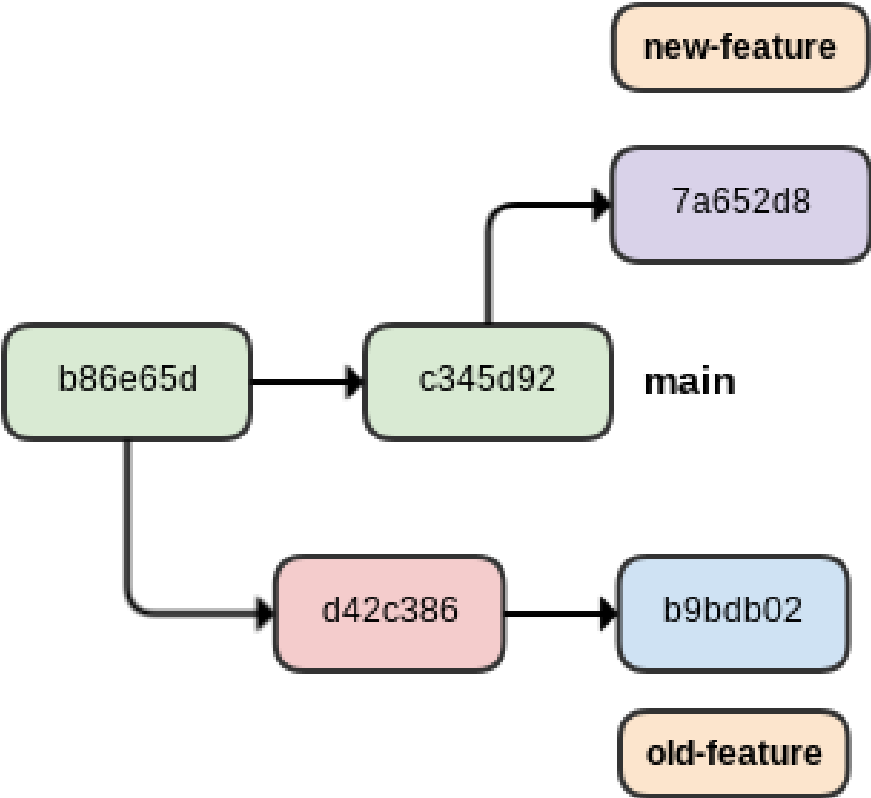 new-feature
7a652d8
b86e65d
c345d92
main
d42c386
b9bdb02
old-feature